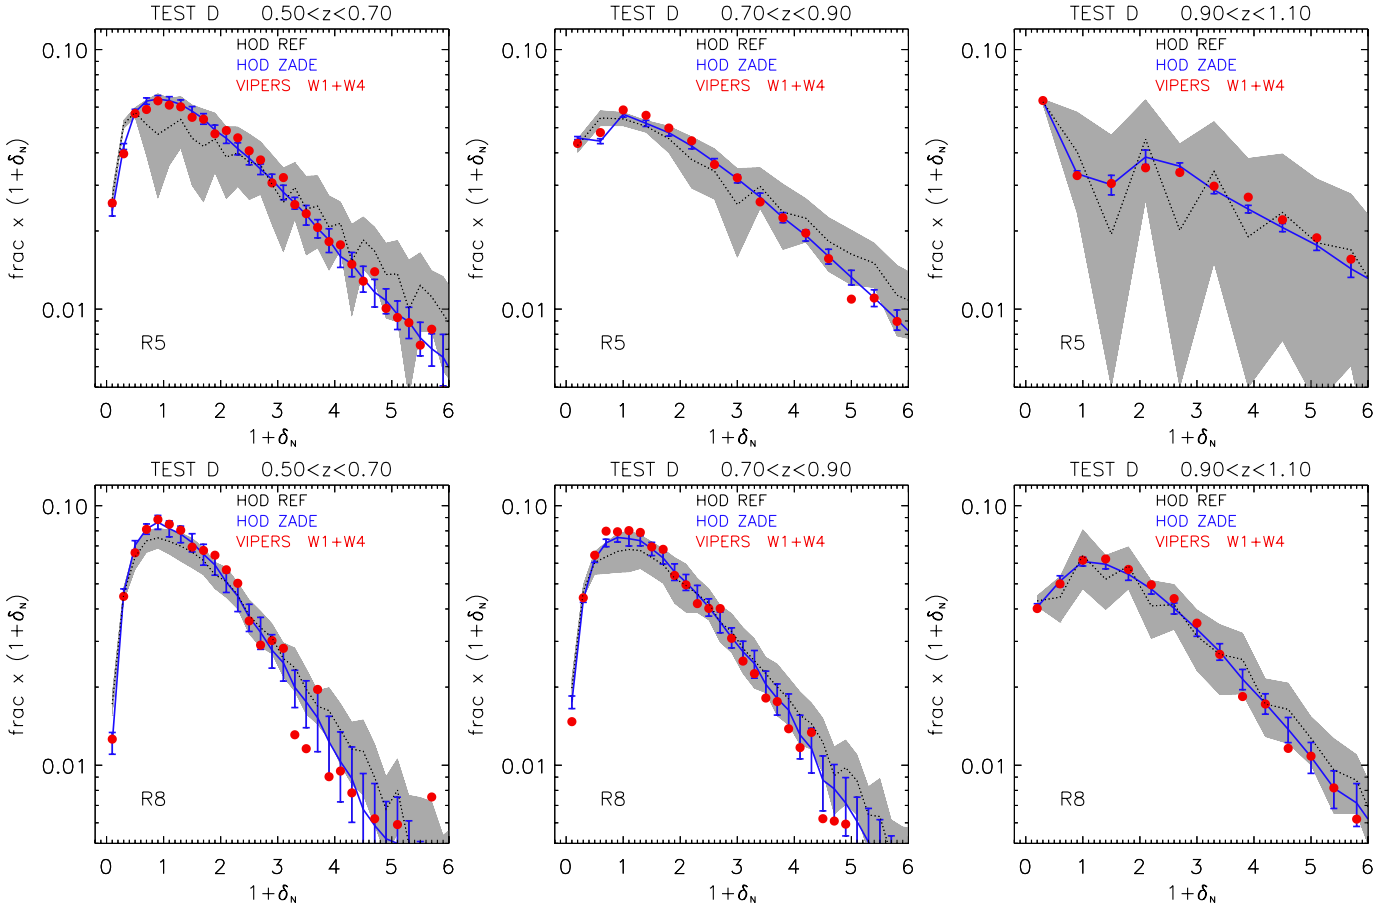 TEST D 0.50<z<0.70
HOD REF
HOD ZADE
VIPERS W1+W4
0.10
0.01
frac x (1+δN)
R5
0 1 2 3 4 5 6
1+δN
TEST D 0.70<z<0.90
HOD REF
HOD ZADE
VIPERS W1+W4
0.10
0.01
frac x (1+δN)
R5
0 1 2 3 4 5 6
1+δN
TEST D 0.90<z<1.10
HOD REF
HOD ZADE
VIPERS W1+W4
0.10
0.01
frac x (1+δN)
R5
0 1 2 3 4 5 6
1+δN
TEST D 0.50<z<0.70
HOD REF
HOD ZADE
VIPERS W1+W4
0.10
0.01
frac x (1+δN)
R8
0 1 2 3 4 5 6
1+δN
TEST D 0.70<z<0.90
HOD REF
HOD ZADE
VIPERS W1+W4
0.10
0.01
frac x (1+δN)
R8
0 1 2 3 4 5 6
1+δN
TEST D 0.90<z<1.10
HOD REF
HOD ZADE
VIPERS W1+W4
0.10
0.01
frac x (1+δN)
R8
0 1 2 3 4 5 6
1+δN